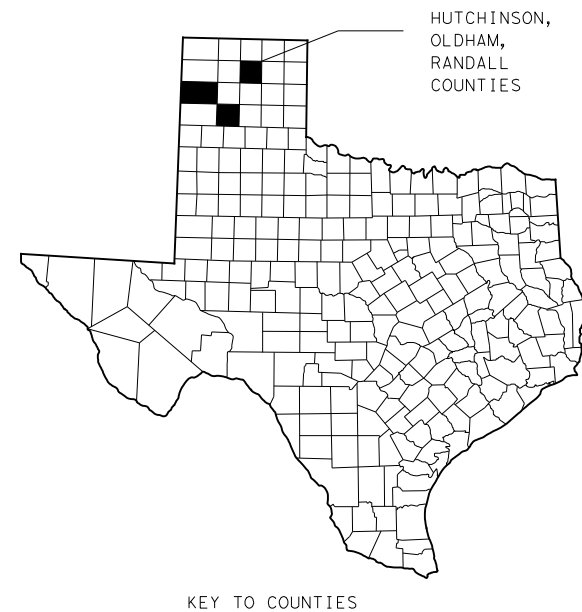 HUTCHINSON,
OLDHAM,
RANDALL
COUNTIES
KEY TO COUNTIES